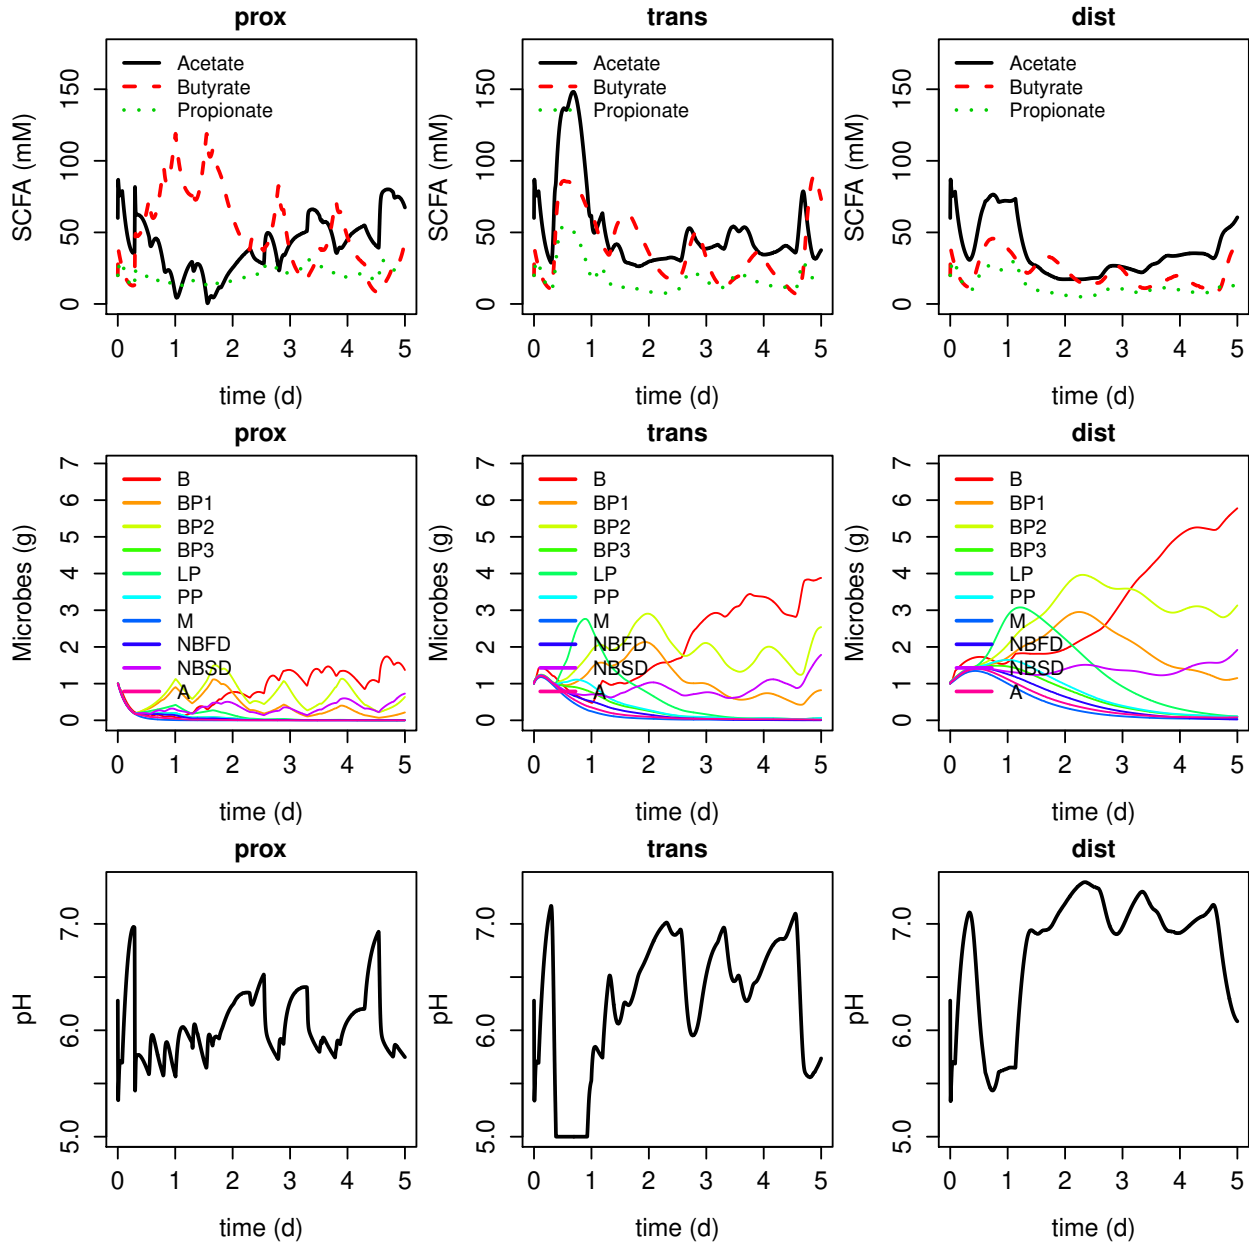 prox
trans
dist
SCFA (mM)
0 50 100 150
Acetate
Butyrate
Propionate
0 1 2 3 4 5
time (d)
SCFA (mM)
0 50 100 150
Acetate
Butyrate
Propionate
0 1 2 3 4 5
time (d)
SCFA (mM)
0 50 100 150
Acetate
Butyrate
Propionate
0 1 2 3 4 5
time (d)
prox
trans
dist
Microbes (g)
0 1 2 3 4 5 6 7
B
BP1
BP2
BP3
LP
PP
M
NBFD
NBSD
A
0 1 2 3 4 5
time (d)
Microbes (g)
0 1 2 3 4 5 6 7
B
BP1
BP2
BP3
LP
PP
M
NBFD
NBSD
A
0 1 2 3 4 5
time (d)
Microbes (g)
0 1 2 3 4 5 6 7
B
BP1
BP2
BP3
LP
PP
M
NBFD
NBSD
A
0 1 2 3 4 5
time (d)
prox
trans
dist
pH
5.0 6.0 7.0
0 1 2 3 4 5
time (d)
pH
5.0 6.0 7.0
0 1 2 3 4 5
time (d)
pH
5.0 6.0 7.0
0 1 2 3 4 5
time (d)